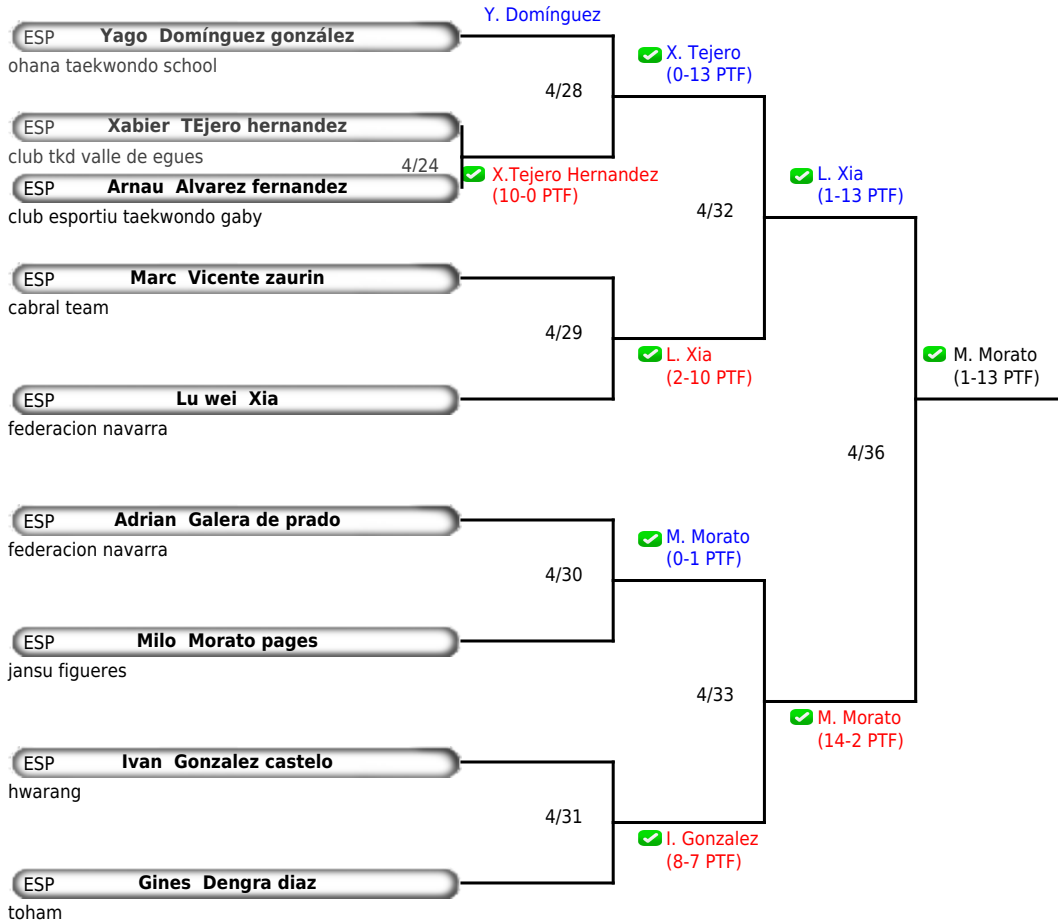 Y. Domínguez
ESP Yago Domínguez gonzález
ohana taekwondo school
X. Tejero
(0-13 PTF)
4/28
ESP Xabier TEjero hernandez
club tkd valle de egues
4/24
X.Tejero Hernandez
(10-0 PTF)
ESP Arnau Alvarez fernandez
club esportiu taekwondo gaby
L. Xia
(1-13 PTF)
4/32
ESP Marc Vicente zaurin
cabral team
4/29
L. Xia
(2-10 PTF)
ESP Lu wei Xia
federacion navarra
M. Morato
(1-13 PTF)
4/36
ESP Adrian Galera de prado
federacion navarra
M. Morato
(0-1 PTF)
4/30
ESP Milo Morato pages
jansu figueres
4/33
M. Morato
(14-2 PTF)
ESP Ivan Gonzalez castelo
hwarang
4/31
I. Gonzalez
(8-7 PTF)
ESP Gines Dengra diaz
toham